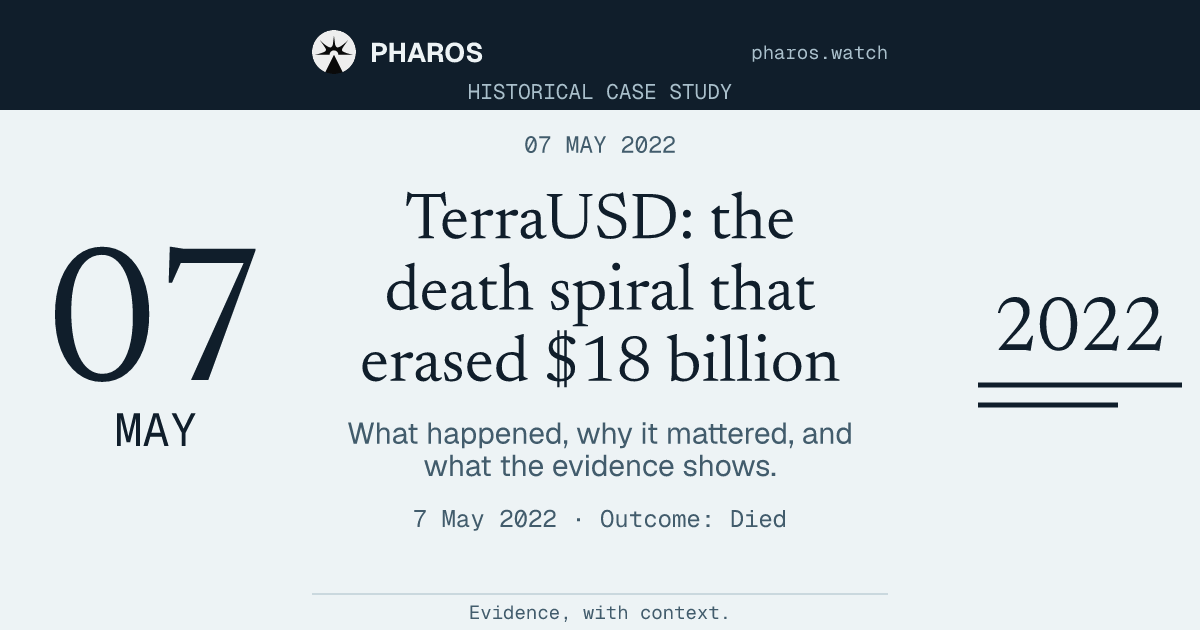 PHAROS
pharos.watch
HISTORICAL CASE STUDY
07 MAY 2022
07
MAY
TerraUSD: the
death spiral that
erased $18 billion
What happened, why it mattered, and
what the evidence shows.
7 May 2022 · Outcome: Died
2022
Evidence, with context.